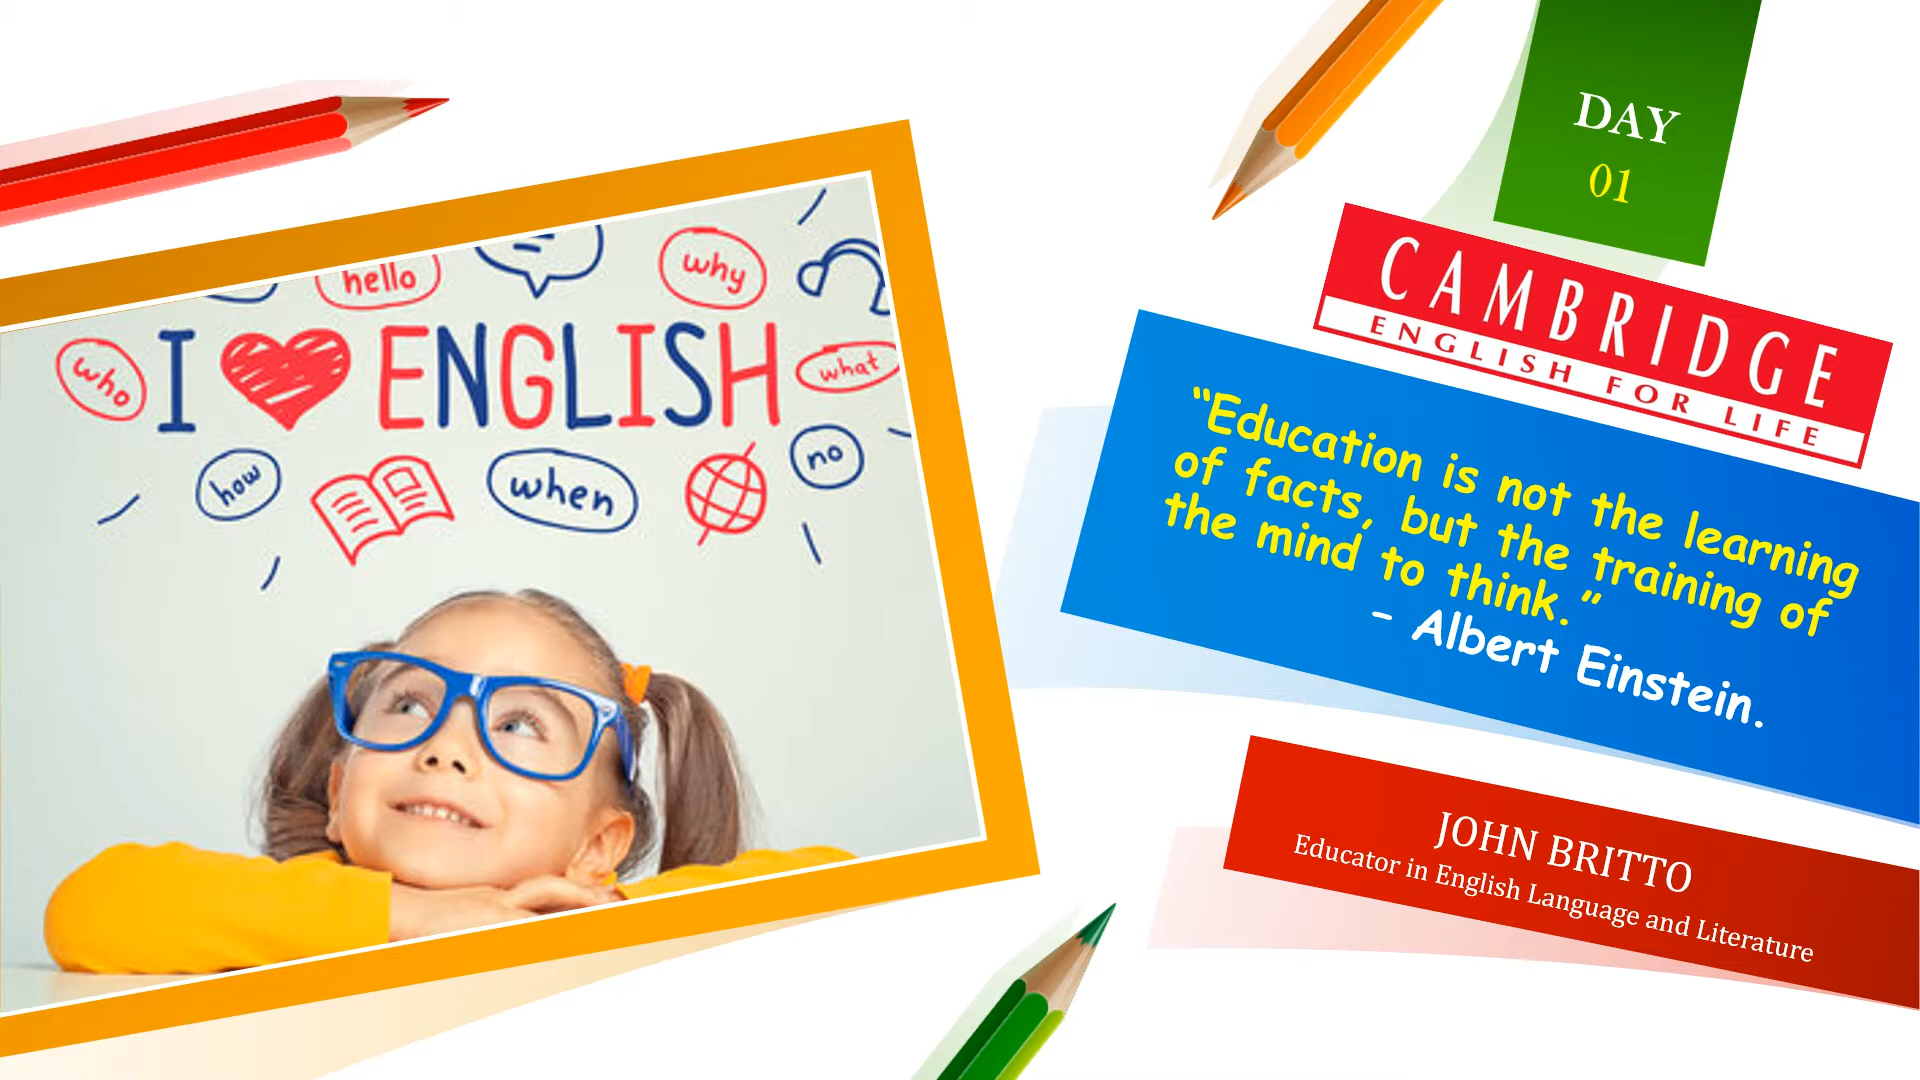 DAY
01
CAMBRIDGE
ENGLISH FOR LIFE
hello
why
who
I ENGLISH
what
how
when
no
“Education is not the learning
of facts, but the training of
the mind to think.”
– Albert Einstein.
JOHN BRITTO
Educator in English Language and Literature